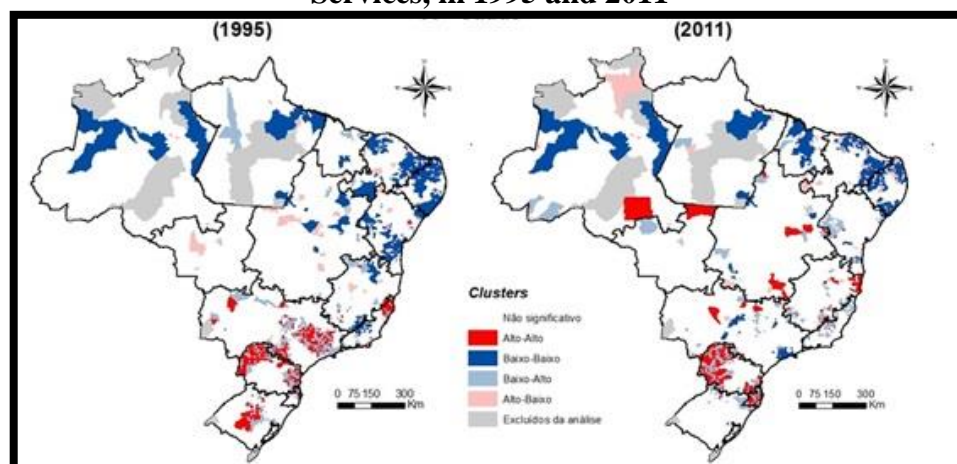 Services, in 1995 and 2011
(1995)
(2011)
Clusters
Não significativo
Alto-Alto
Baixo-Baixo
Baixo-Alto
Alto-Baixo
Excluídos da análise
0 75 150 300
Km
0 75 150 300
Km